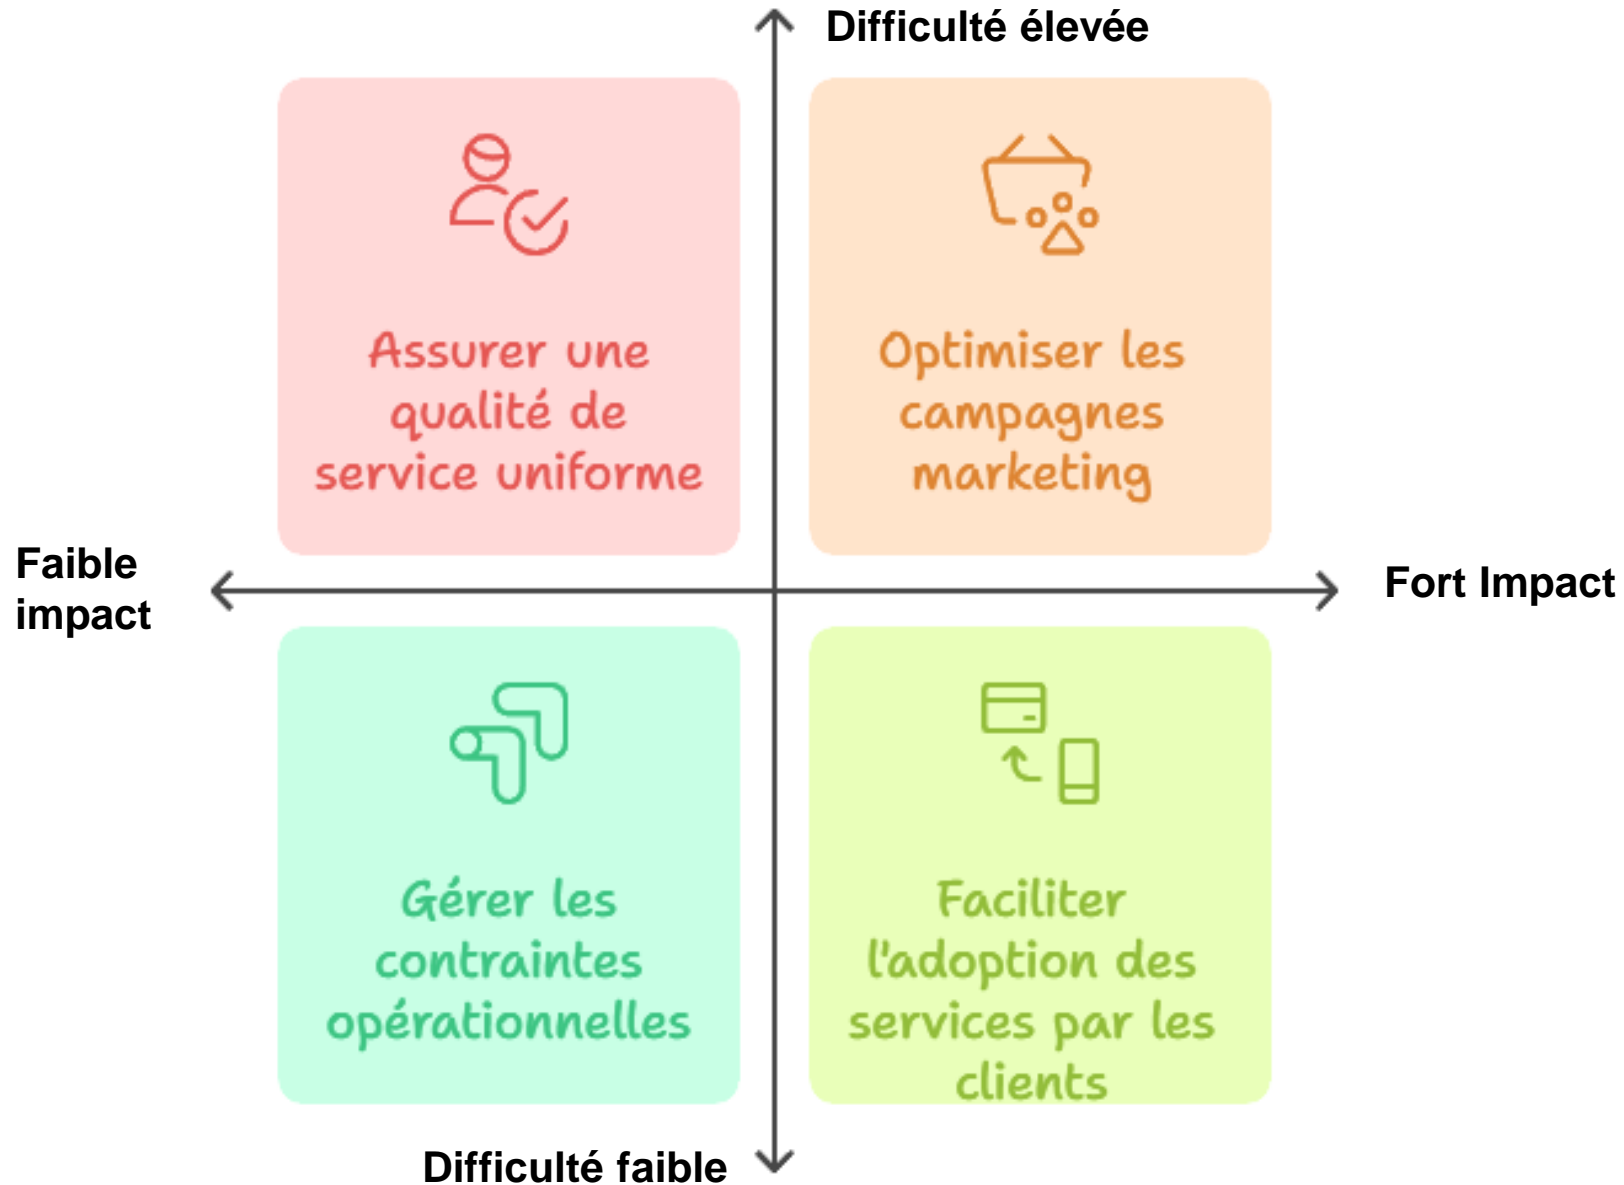 Difficulté élevée
Assurer une
qualité de
service uniforme
Optimiser les
campagnes
marketing
Faible
impact
Fort Impact
Gérer les
contraintes
opérationnelles
Faciliter
l'adoption des
services par les
clients
Difficulté faible